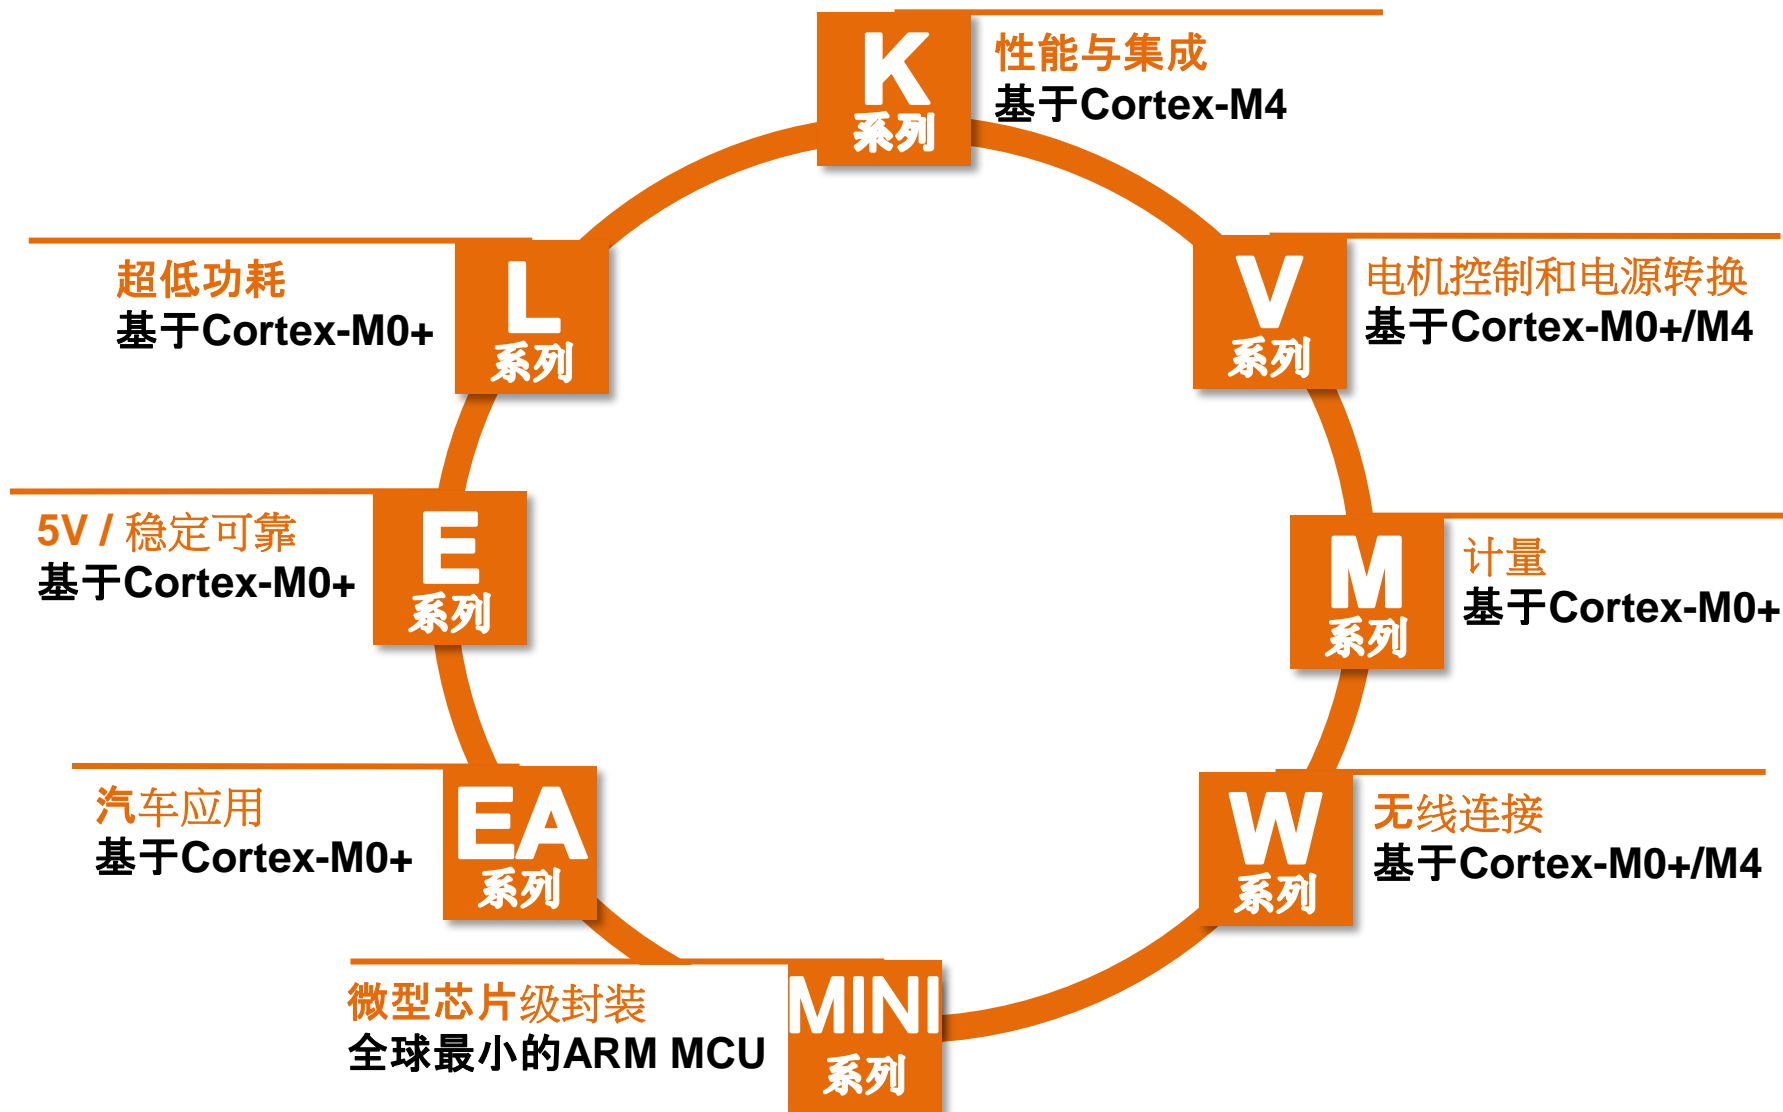 K
系列
性能与集成
基于Cortex-M4
L
系列
超低功耗
基于Cortex-M0+
V
系列
电机控制和电源转换
基于Cortex-M0+/M4
E
系列
5V / 稳定可靠
基于Cortex-M0+
M
系列
计量
基于Cortex-M0+
EA
系列
汽车应用
基于Cortex-M0+
W
系列
无线连接
基于Cortex-M0+/M4
MINI
系列
微型芯片级封装
全球最小的ARM MCU